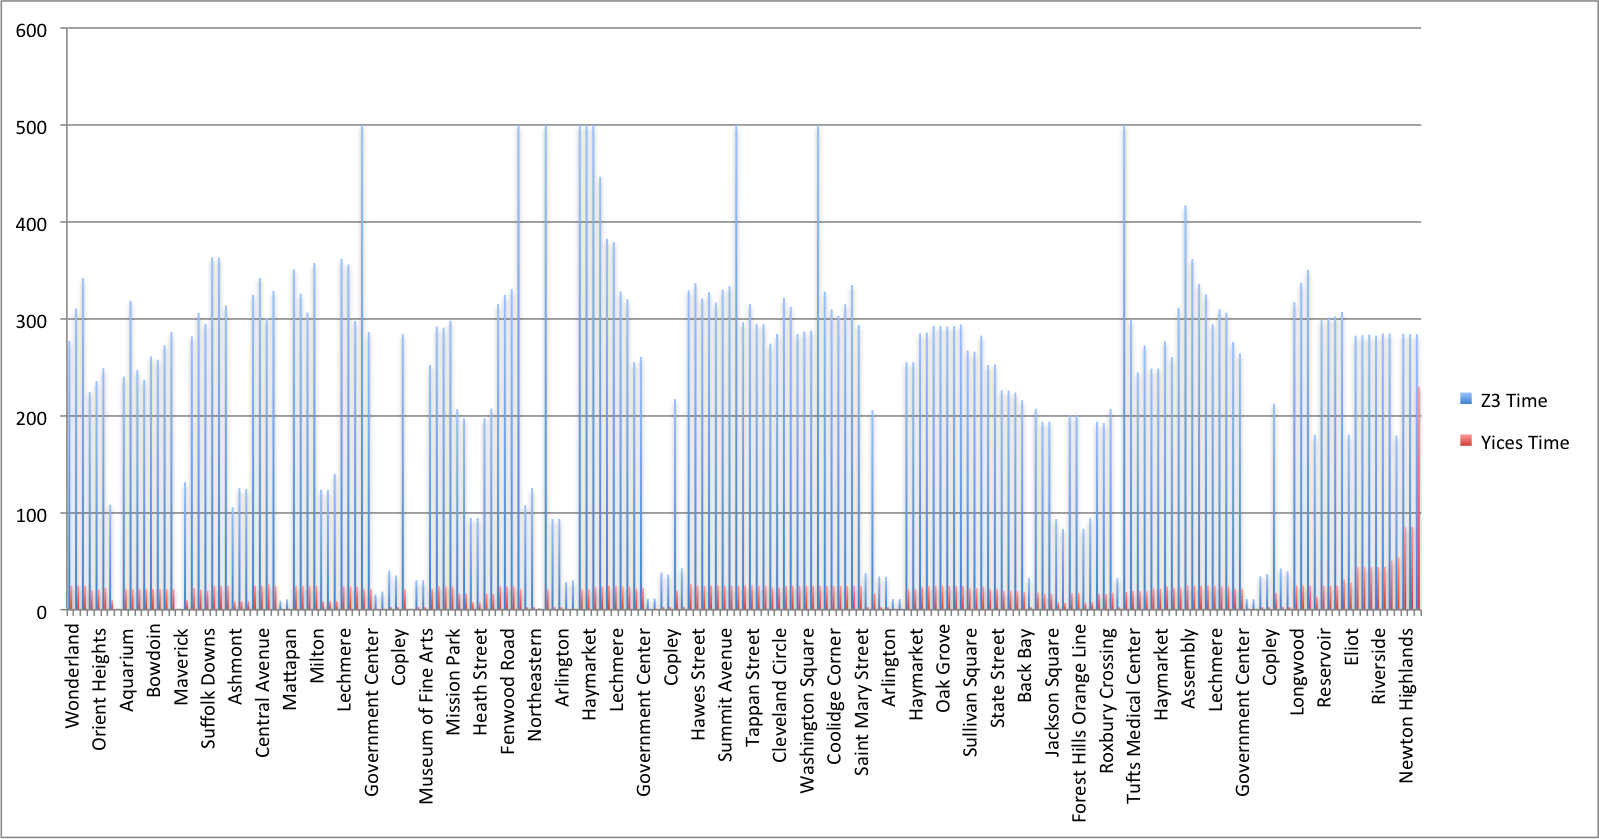 600
500
400
300
200
100
0
Z3 Time
Yices Time
Wonderland
Orient Heights
Aquarium
Bowdoin
Maverick
Suffolk Downs
Ashmont
Central Avenue
Mattapan
Milton
Lechmere
Government Center
Copley
Museum of Fine Arts
Mission Park
Heath Street
Fenwood Road
Northeastern
Arlington
Haymarket
Lechmere
Government Center
Copley
Hawes Street
Summit Avenue
Tappan Street
Cleveland Circle
Washington Square
Coolidge Corner
Saint Mary Street
Arlington
Haymarket
Oak Grove
Sullivan Square
State Street
Back Bay
Jackson Square
Forest Hills Orange Line
Roxbury Crossing
Tufts Medical Center
Haymarket
Assembly
Lechmere
Government Center
Copley
Longwood
Reservoir
Eliot
Riverside
Newton Highlands